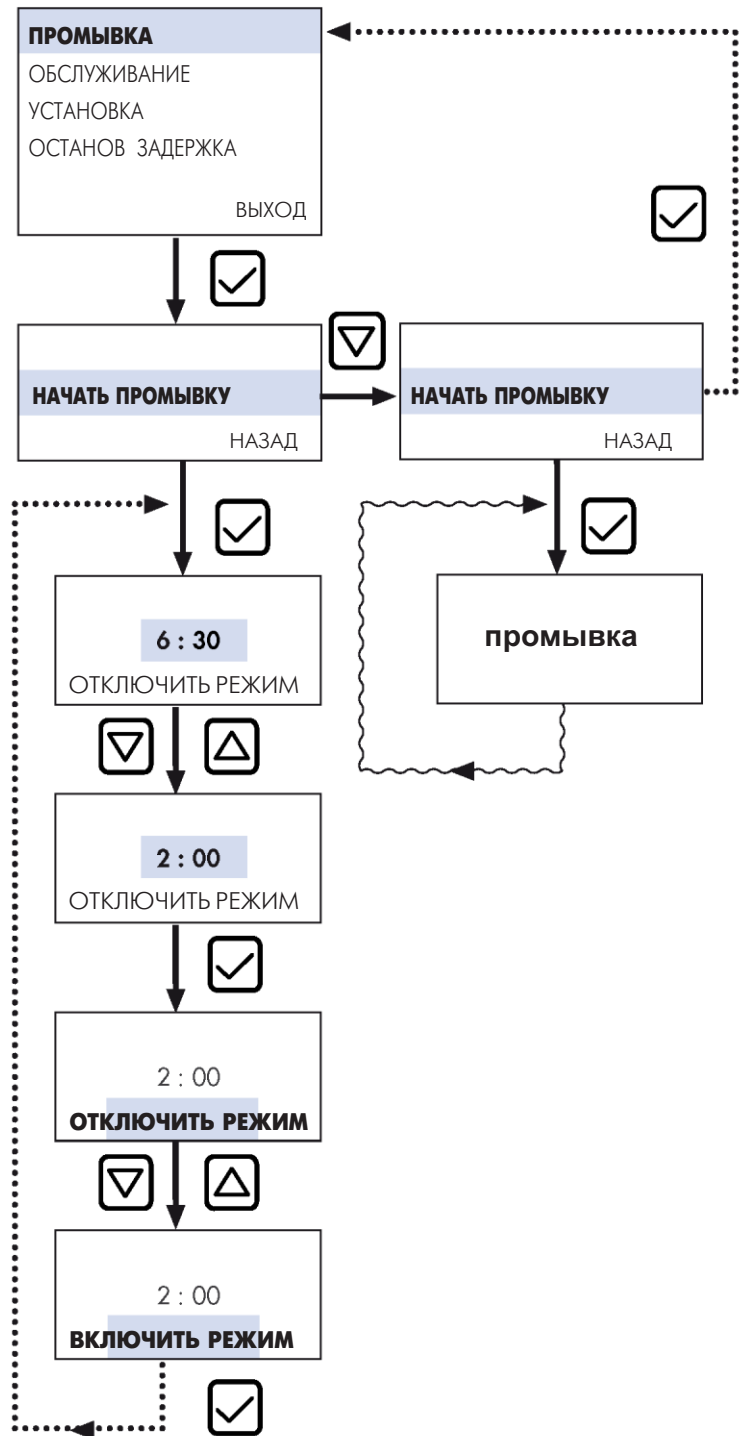 ПРОМЫВКА
ОБСЛУЖИВАНИЕ
УСТАНОВКА
ОСТАНОВ ЗАДЕРЖКА
ВЫХОД
НАЧАТЬ ПРОМЫВКУ
НАЗАД
НАЧАТЬ ПРОМЫВКУ
НАЗАД
6 : 30
ОТКЛЮЧИТЬ РЕЖИМ
промывка
2 : 00
ОТКЛЮЧИТЬ РЕЖИМ
2 : 00
ОТКЛЮЧИТЬ РЕЖИМ
2 : 00
ВКЛЮЧИТЬ РЕЖИМ